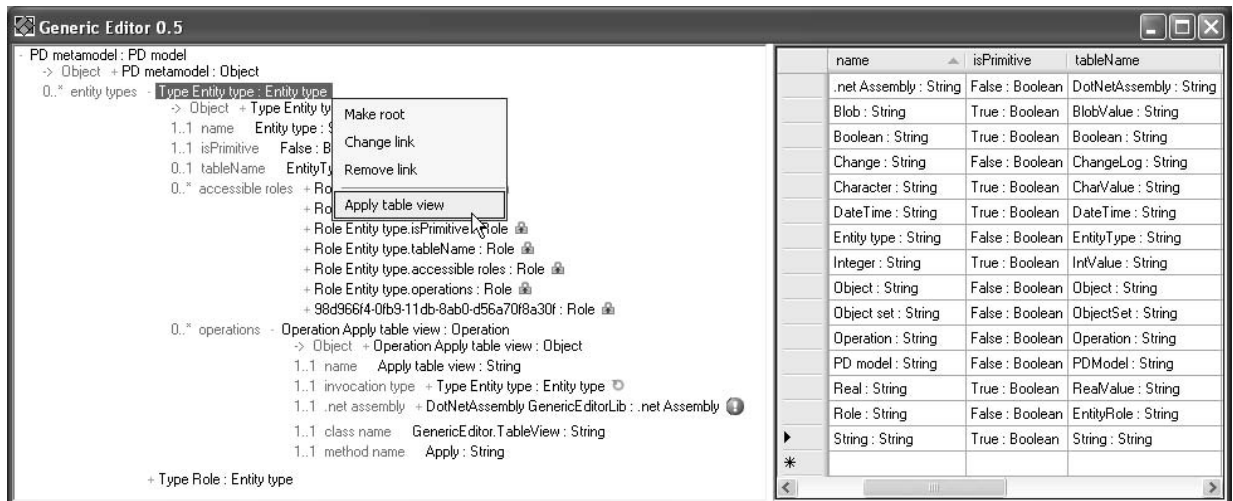 Generic Editor 0.5
- PD metamodel : PD model
-> Object + PD metamodel : Object
0..* entity types - Type Entity type : Entity type
-> Object + Type Entity ty
1..1 name Entity type : S
1..1 isPrimitive False : B
0..1 tableName EntityTy
0..* accessible roles + Ro
+ Ro
+ Role Entity type.isPrimitive : Role
+ Role Entity type.tableName : Role
+ Role Entity type.accessible roles : Role
+ Role Entity type.operations : Role
+ 98d966f4-0fb9-11db-8ab0-d56a70f8a30f : Role
0..* operations - Operation Apply table view : Operation
-> Object + Operation Apply table view : Object
1..1 name Apply table view : String
1..1 invocation type + Type Entity type : Entity type
1..1 .net assembly + DotNetAssembly GenericEditorLib : .net Assembly
1..1 class name GenericEditor.TableView : String
1..1 method name Apply : String
+ Type Role : Entity type
Make root
Change link
Remove link
Apply table view
name isPrimitive tableName
.net Assembly : String False : Boolean DotNetAssembly : String
Blob : String True : Boolean BlobValue : String
Boolean : String True : Boolean Boolean : String
Change : String False : Boolean ChangeLog : String
Character : String True : Boolean CharValue : String
DateTime : String True : Boolean DateTime : String
Entity type : String False : Boolean EntityType : String
Integer : String True : Boolean IntValue : String
Object : String False : Boolean Object : String
Object set : String False : Boolean ObjectSet : String
Operation : String False : Boolean Operation : String
PD model : String False : Boolean PDModel : String
Real : String True : Boolean RealValue : String
Role : String False : Boolean EntityRole : String
String : String True : Boolean String : String